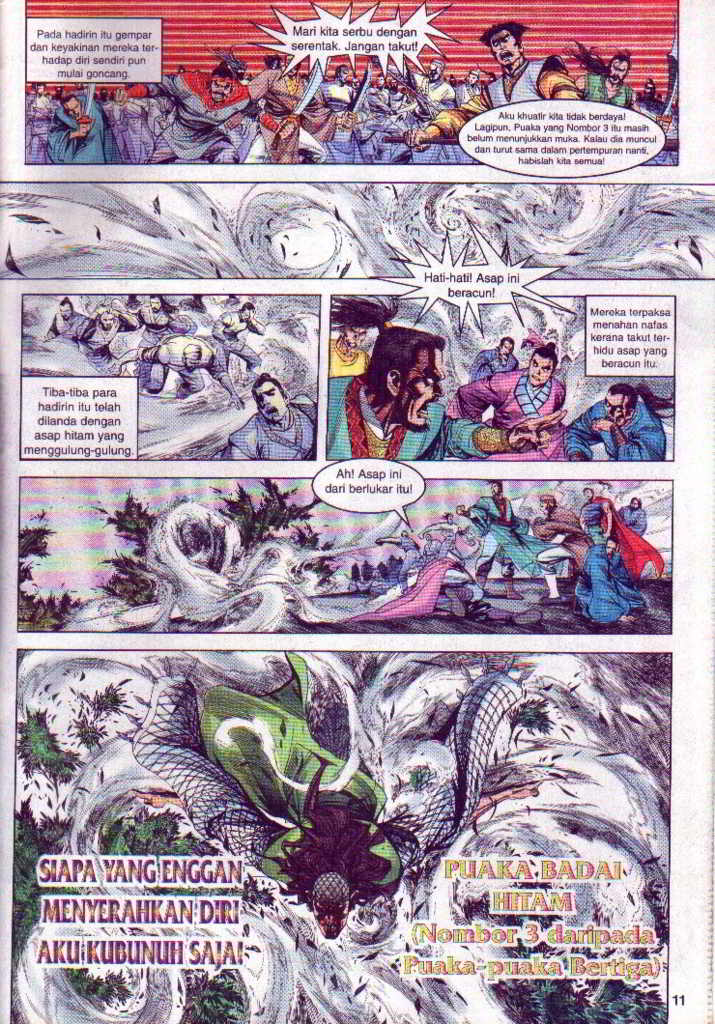 Pada hadirin itu gempar
dan keyakinan mereka ter-
hadap diri sendiri pun
mulai goncang.
Mari kita serbu dengan
serentak. Jangan takut!
Aku khuatir kita tidak berdaya!
Lagipun, Puaka yang Nombor 3 itu masih
belum menunjukkan muka. Kalau dia muncul
dan turut sama dalam pertempuran nanti,
habislah kita semua!
Tiba-tiba para
hadirin itu telah
dilanda dengan
asap hitam yang
menggulung-gulung.
Hati-hati! Asap ini
beracun!
Mereka terpaksa
menahan nafas
kerana takut ter-
hidu asap yang
beracun itu.
Ah! Asap ini
dari berlukar itu!
SIAPA YANG ENGGAN
MENYERAHKAN DIRI
AKU KUBUNUH SAJA!
PUAKA BADAI
HITAM
(Nombor 3 daripada
Puaka-puaka Bertiga)
11